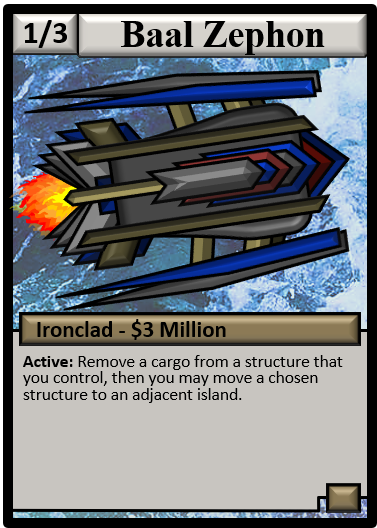 1/3 Baal Zephon
Ironclad - $3 Million
Active: Remove a cargo from a structure that
you control, then you may move a chosen
structure to an adjacent island.